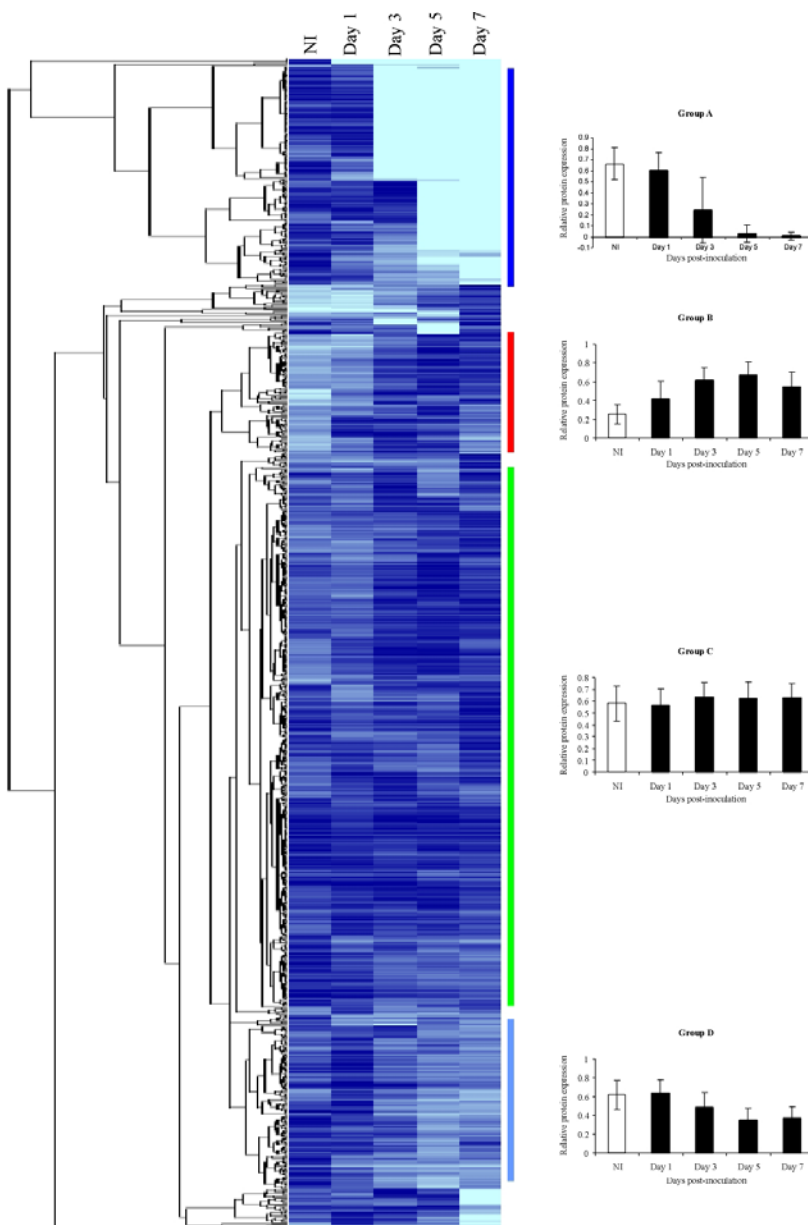 NI Day 1 Day 3 Day 5 Day 7
Group A
Relative protein expression
0.9
0.8
0.7
0.6
0.5
0.4
0.3
0.2
0.1
0
-0.1
NI Day 1 Day 3 Day 5 Day 7
Days post-inoculation
Group B
Relative protein expression
1
0.8
0.6
0.4
0.2
0
NI Day 1 Day 3 Day 5 Day 7
Days post-inoculation
Group C
Relative protein expression
0.8
0.7
0.6
0.5
0.4
0.3
0.2
0.1
0
NI Day 1 Day 3 Day 5 Day 7
Days post-inoculation
Group D
Relative protein expression
1
0.8
0.6
0.4
0.2
0
NI Day 1 Day 3 Day 5 Day 7
Days post-inoculation